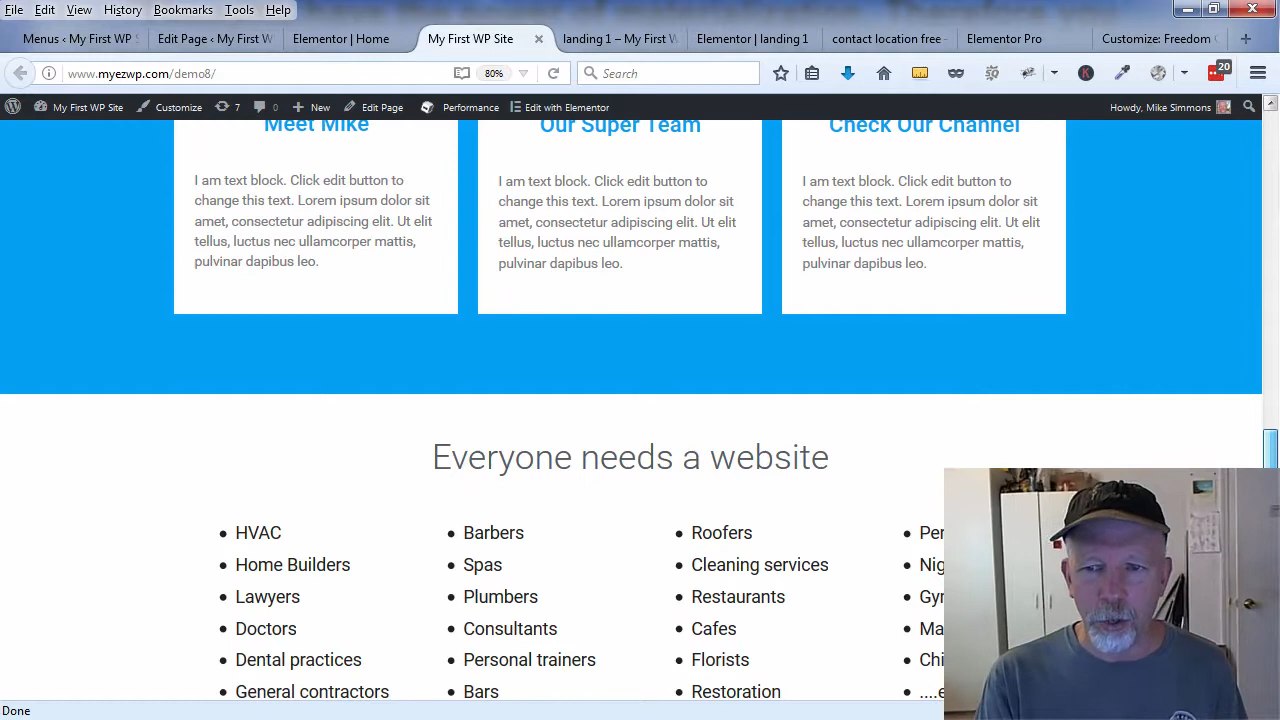 File Edit View History Bookmarks Tools Help
Menus ‹ My First WP S
Edit Page ‹ My First W
Elementor | Home
My First WP Site
landing 1 – My First W
Elementor | landing 1
contact location free -
Elementor Pro
Customize: Freedom
www.myezwp.com/demo8/
80%
Search
20
My First WP Site
Customize
7
0
New
Edit Page
Performance
Edit with Elementor
Howdy, Mike Simmons
Meet Mike
I am text block. Click edit button to
change this text. Lorem ipsum dolor sit
amet, consectetur adipiscing elit. Ut elit
tellus, luctus nec ullamcorper mattis,
pulvinar dapibus leo.
Our Super Team
I am text block. Click edit button to
change this text. Lorem ipsum dolor sit
amet, consectetur adipiscing elit. Ut elit
tellus, luctus nec ullamcorper mattis,
pulvinar dapibus leo.
Check Our Channel
I am text block. Click edit button to
change this text. Lorem ipsum dolor sit
amet, consectetur adipiscing elit. Ut elit
tellus, luctus nec ullamcorper mattis,
pulvinar dapibus leo.
Everyone needs a website
HVAC
Home Builders
Lawyers
Doctors
Dental practices
General contractors
Barbers
Spas
Plumbers
Consultants
Personal trainers
Bars
Roofers
Cleaning services
Restaurants
Cafes
Florists
Restoration
Per
Nig
Gyr
Ma
Chi
....e
Done